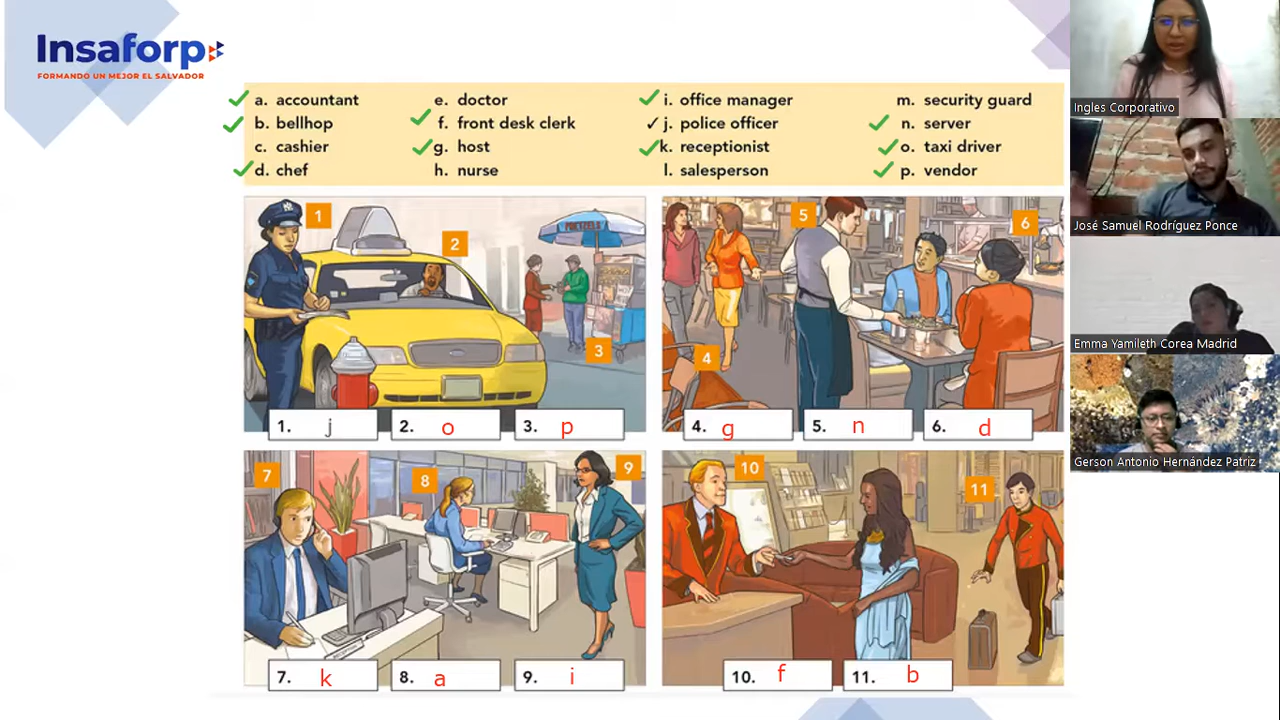 Insaforp
FORMANDO UN MEJOR EL SALVADOR
a. accountant
b. bellhop
c. cashier
d. chef
e. doctor
f. front desk clerk
g. host
h. nurse
i. office manager
j. police officer
k. receptionist
l. salesperson
m. security guard
n. server
o. taxi driver
p. vendor
1
2
PRETZELS
3
1. j
2. o
3. p
4
5
6
4. g
5. n
6. d
7
8
9
7. k
8. a
9. i
10
11
10. f
11. b
Ingles Corporativo
José Samuel Rodríguez Ponce
Emma Yamileth Corea Madrid
Gerson Antonio Hernández Patriz